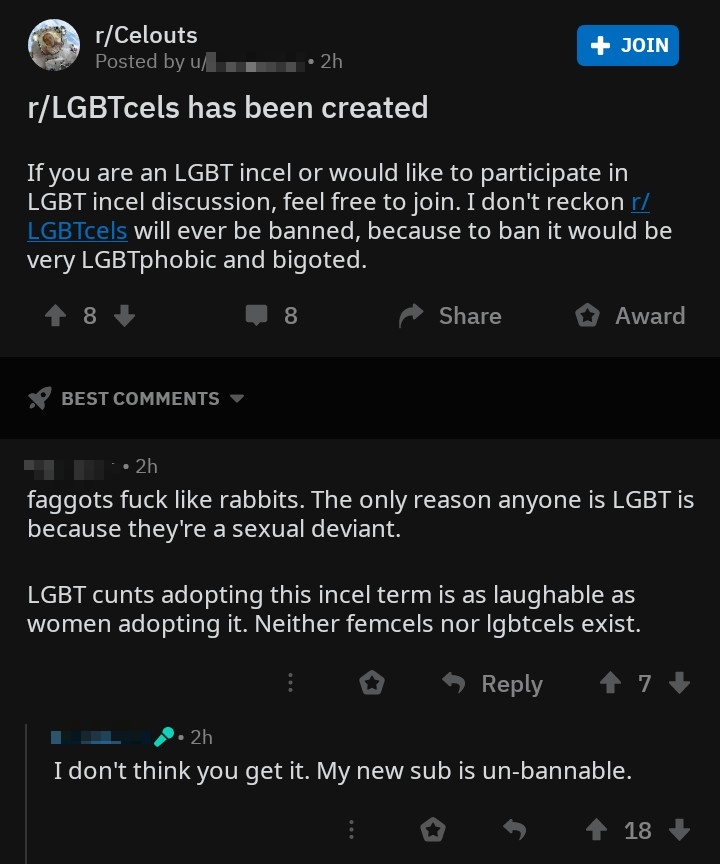 r/Celouts
Posted by u/ • 2h
JOIN
r/LGBTcels has been created
If you are an LGBT incel or would like to participate in
LGBT incel discussion, feel free to join. I don't reckon r/
LGBTcels will ever be banned, because to ban it would be
very LGBTphobic and bigoted.
8 8 Share Award
BEST COMMENTS
• 2h
faggots fuck like rabbits. The only reason anyone is LGBT is
because they're a sexual deviant.
LGBT cunts adopting this incel term is as laughable as
women adopting it. Neither femcels nor lgbtcels exist.
Reply 7
• 2h
I don't think you get it. My new sub is un-bannable.
18